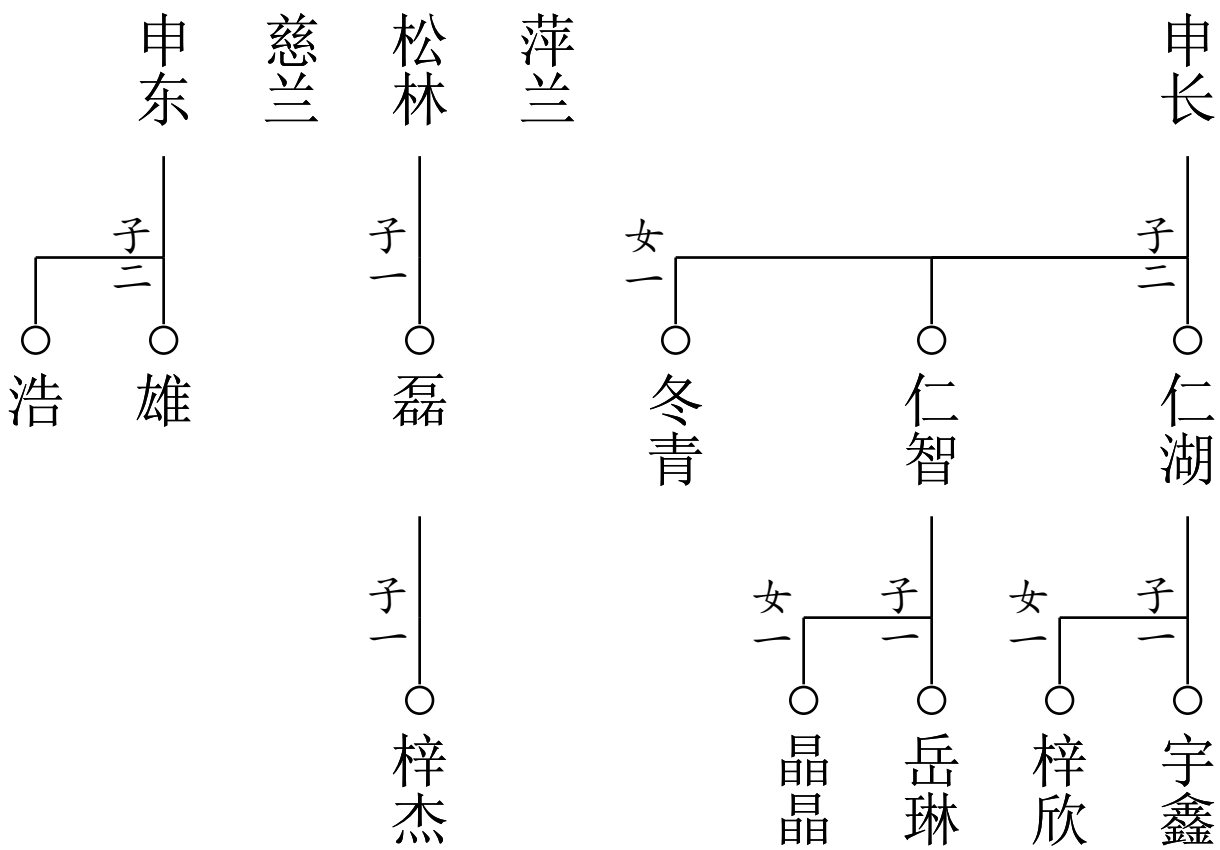 申长
萍兰
松林
慈兰
申东
子二
女一
子一
子二
仁湖
仁智
冬青
磊
雄
浩
子一
女一
子一
女一
子一
宇鑫
梓欣
岳琳
晶晶
梓杰